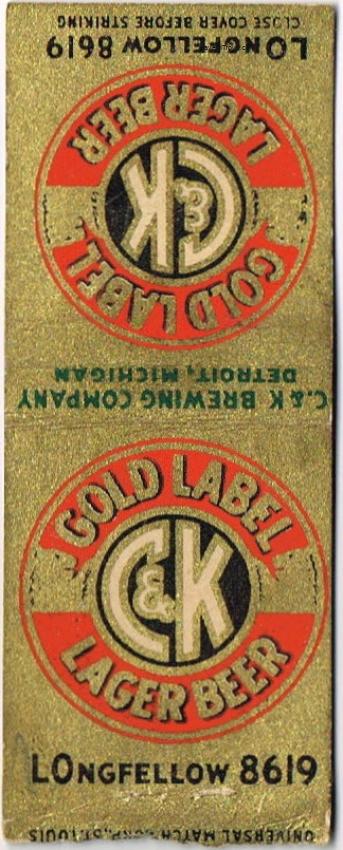 CLOSE COVER BEFORE STRIKING
LONGFELLOW 8619
LAGER BEER
C&K
GOLD LABEL
DETROIT, MICHIGAN
C. & K BREWING COMPANY
GOLD LABEL
C&K
LAGER BEER
LONGFELLOW 8619
UNIVERSAL MATCH CORP., ST. LOUIS